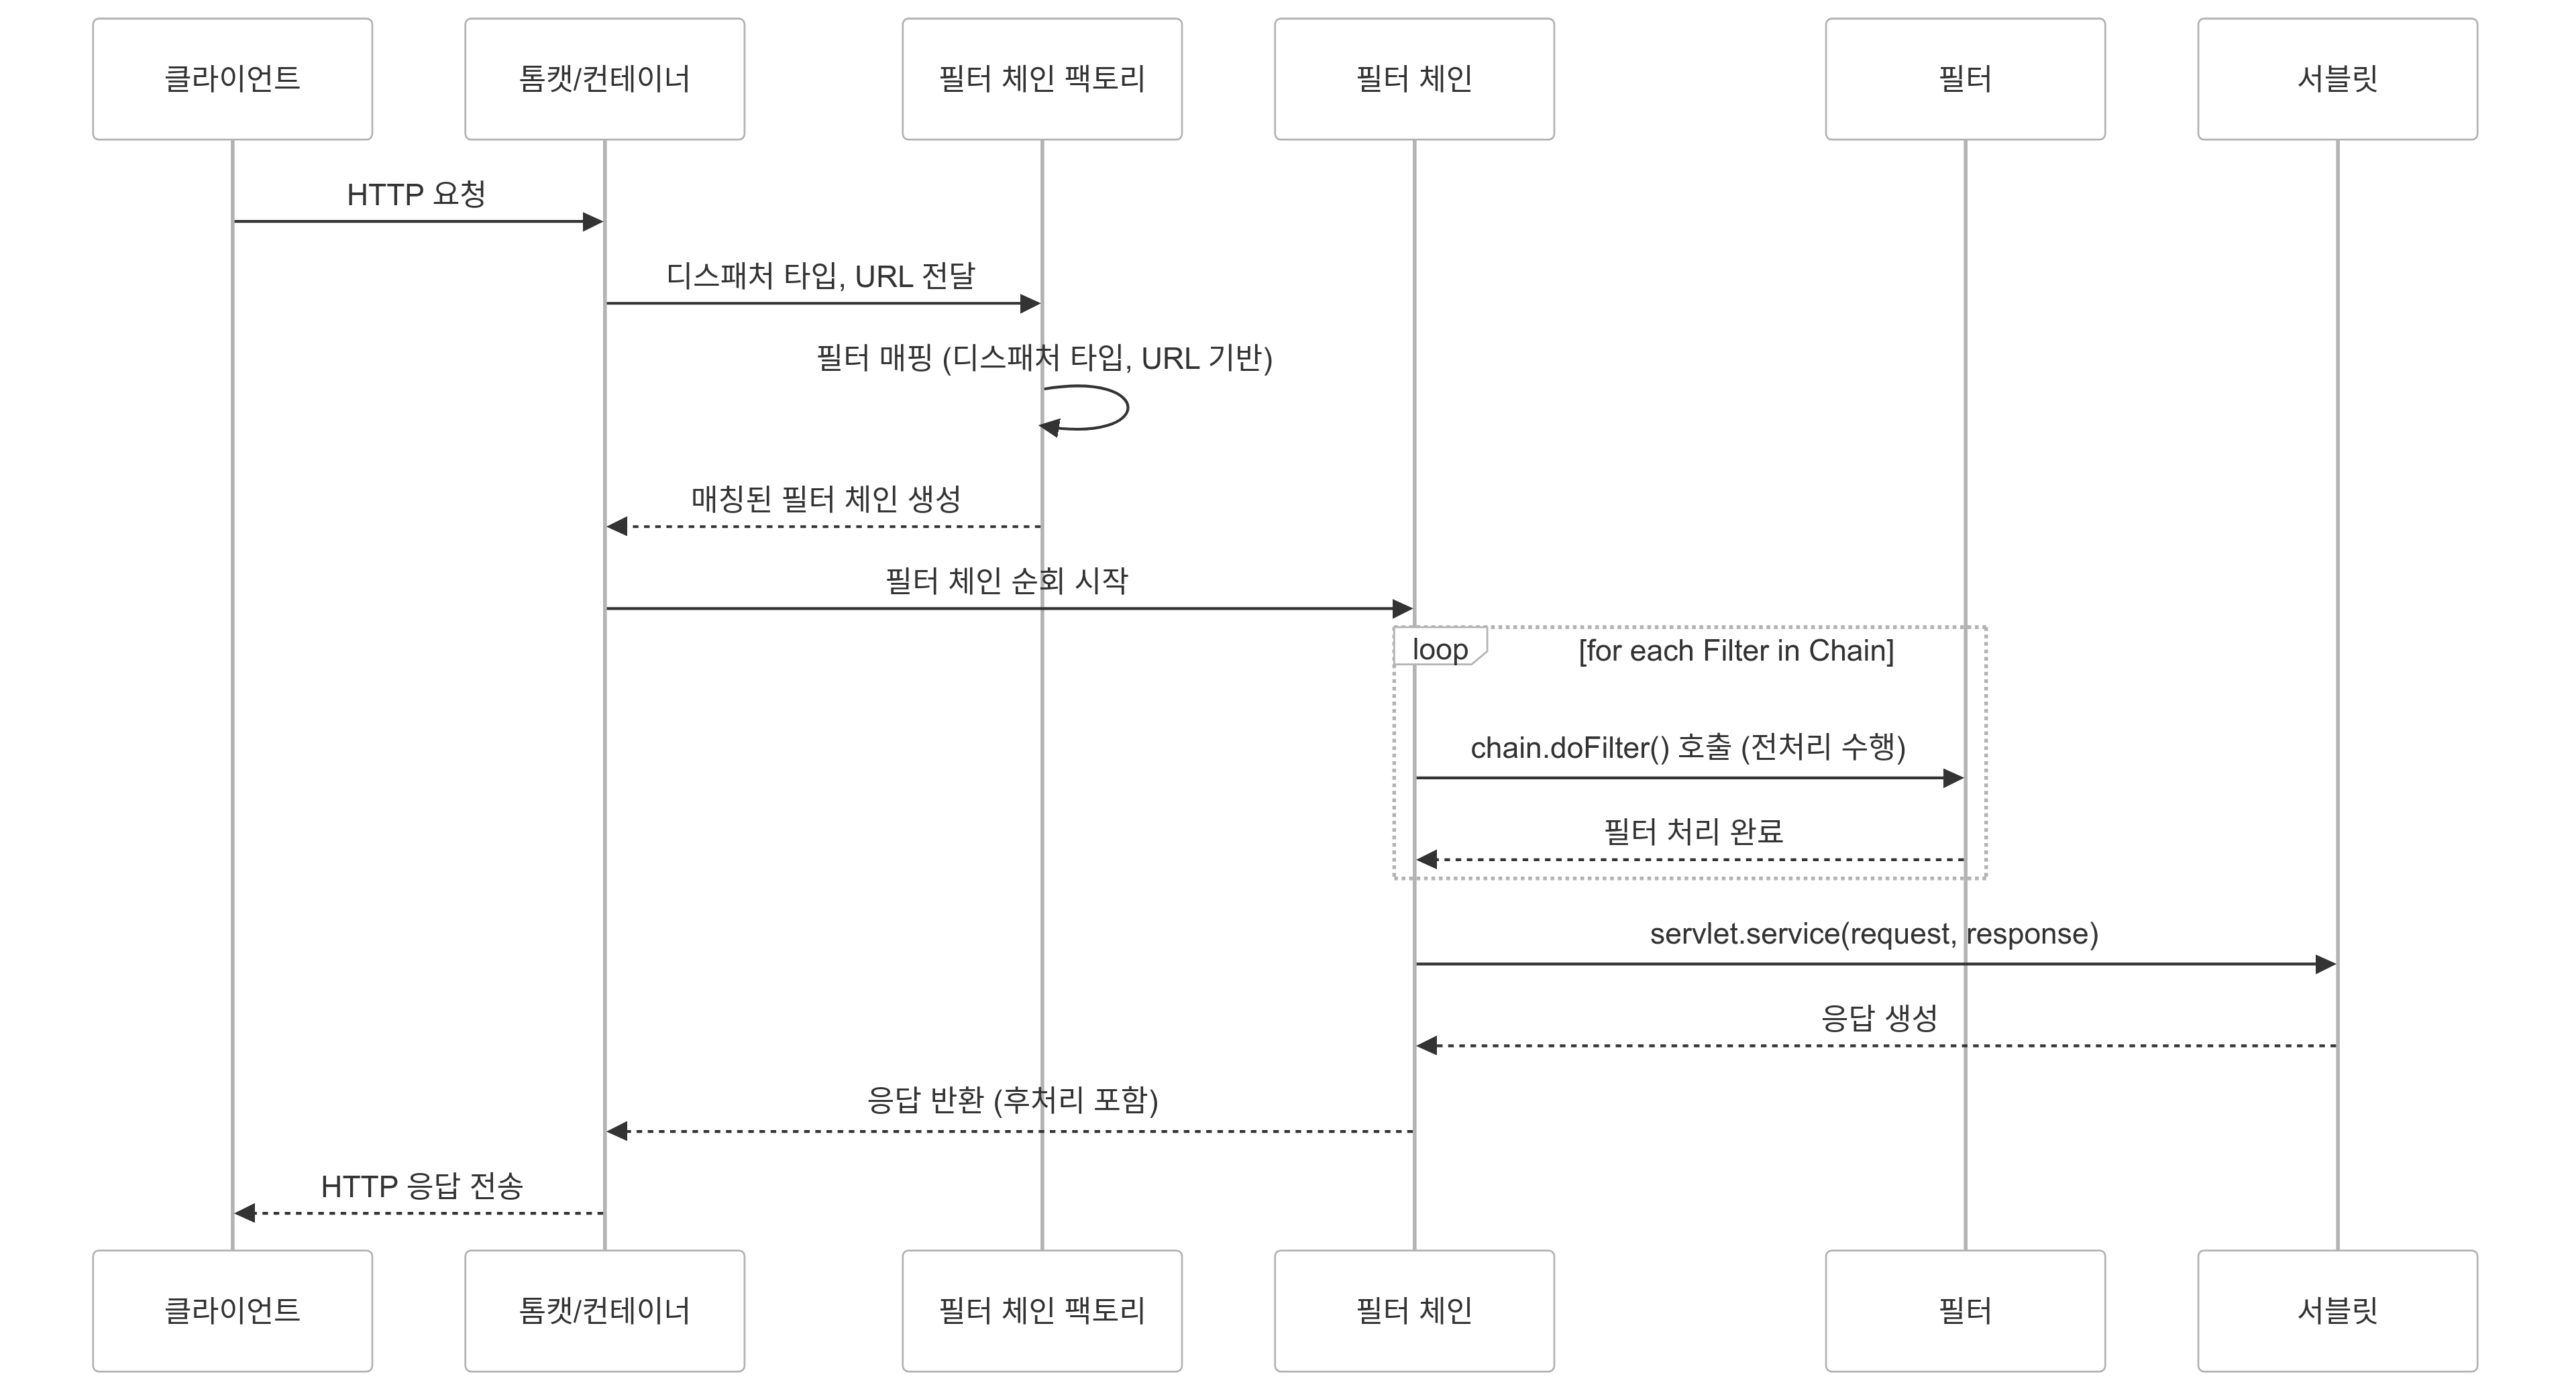 클라이언트
톰캣/컨테이너
필터 체인 팩토리
필터 체인
필터
서블릿
HTTP 요청
디스패처 타입, URL 전달
필터 매핑 (디스패처 타입, URL 기반)
매칭된 필터 체인 생성
필터 체인 순회 시작
loop
[for each Filter in Chain]
chain.doFilter() 호출 (전처리 수행)
필터 처리 완료
servlet.service(request, response)
응답 생성
응답 반환 (후처리 포함)
HTTP 응답 전송
클라이언트
톰캣/컨테이너
필터 체인 팩토리
필터 체인
필터
서블릿